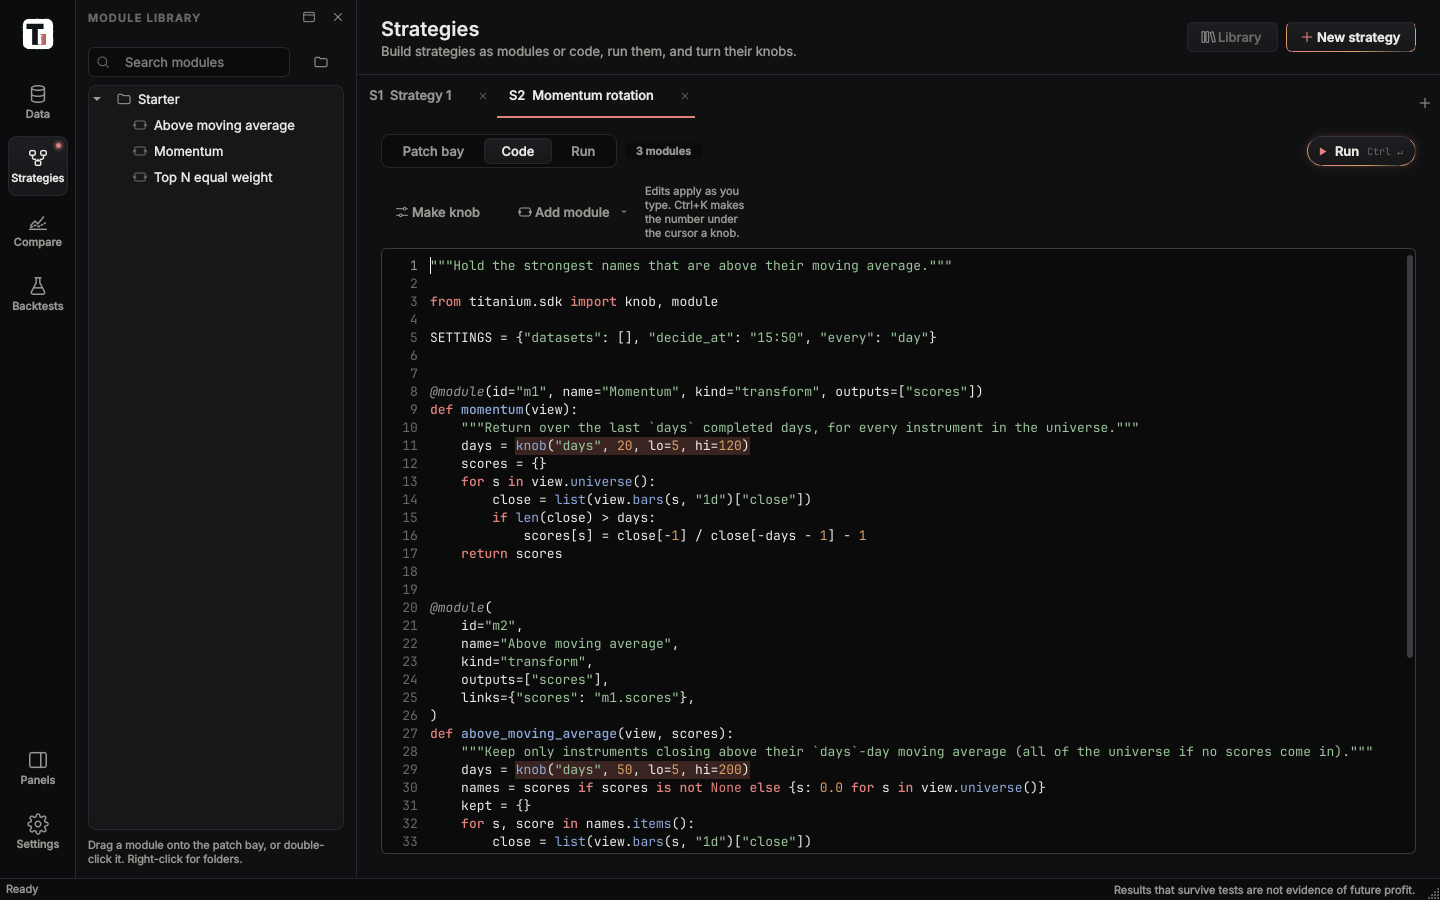 Ti
Data
Strategies
Compare
Backtests
Panels
Settings
MODULE LIBRARY
Search modules
Starter
Above moving average
Momentum
Top N equal weight
Drag a module onto the patch bay, or double-
click it. Right-click for folders.
Strategies
Build strategies as modules or code, run them, and turn their knobs.
Library
+ New strategy
S1 Strategy 1 ×
S2 Momentum rotation ×
+
Patch bay
Code
Run
3 modules
Run Ctrl ↵
Make knob
Add module
Edits apply as you
type. Ctrl+K makes
the number under
the cursor a knob.
1 """Hold the strongest names that are above their moving average."""
2
3 from titanium.sdk import knob, module
4
5 SETTINGS = {"datasets": [], "decide_at": "15:50", "every": "day"}
6
7
8 @module(id="m1", name="Momentum", kind="transform", outputs=["scores"])
9 def momentum(view):
10     """Return over the last `days` completed days, for every instrument in the universe."""
11     days = knob("days", 20, lo=5, hi=120)
12     scores = {}
13     for s in view.universe():
14         close = list(view.bars(s, "1d")["close"])
15         if len(close) > days:
16             scores[s] = close[-1] / close[-days - 1] - 1
17     return scores
18
19
20 @module(
21     id="m2",
22     name="Above moving average",
23     kind="transform",
24     outputs=["scores"],
25     links={"scores": "m1.scores"},
26 )
27 def above_moving_average(view, scores):
28     """Keep only instruments closing above their `days`-day moving average (all of the universe if no scores come in)."""
29     days = knob("days", 50, lo=5, hi=200)
30     names = scores if scores is not None else {s: 0.0 for s in view.universe()}
31     kept = {}
32     for s, score in names.items():
33         close = list(view.bars(s, "1d")["close"])
Ready
Results that survive tests are not evidence of future profit.